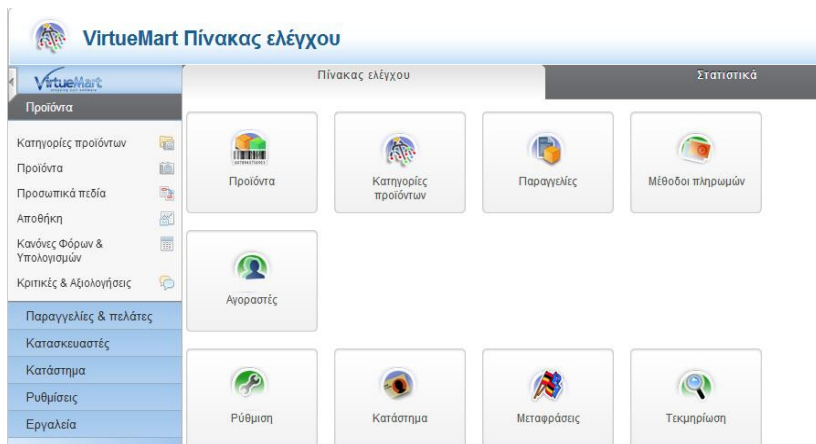 VirtueMart Πίνακας ελέγχου
VirtueMart
Πίνακας ελέγχου
Στατιστικά
Προϊόντα
Κατηγορίες προϊόντων
Προϊόντα
Προσωπικά πεδία
Αποθήκη
Κανόνες Φόρων &
Υπολογισμών
Κριτικές & Αξιολογήσεις
Παραγγελίες & πελάτες
Κατασκευαστές
Κατάστημα
Ρυθμίσεις
Εργαλεία
Προϊόντα
Κατηγορίες
προϊόντων
Παραγγελίες
Μέθοδοι πληρωμών
Αγοραστές
Ρύθμιση
Κατάστημα
Μεταφράσεις
Τεκμηρίωση